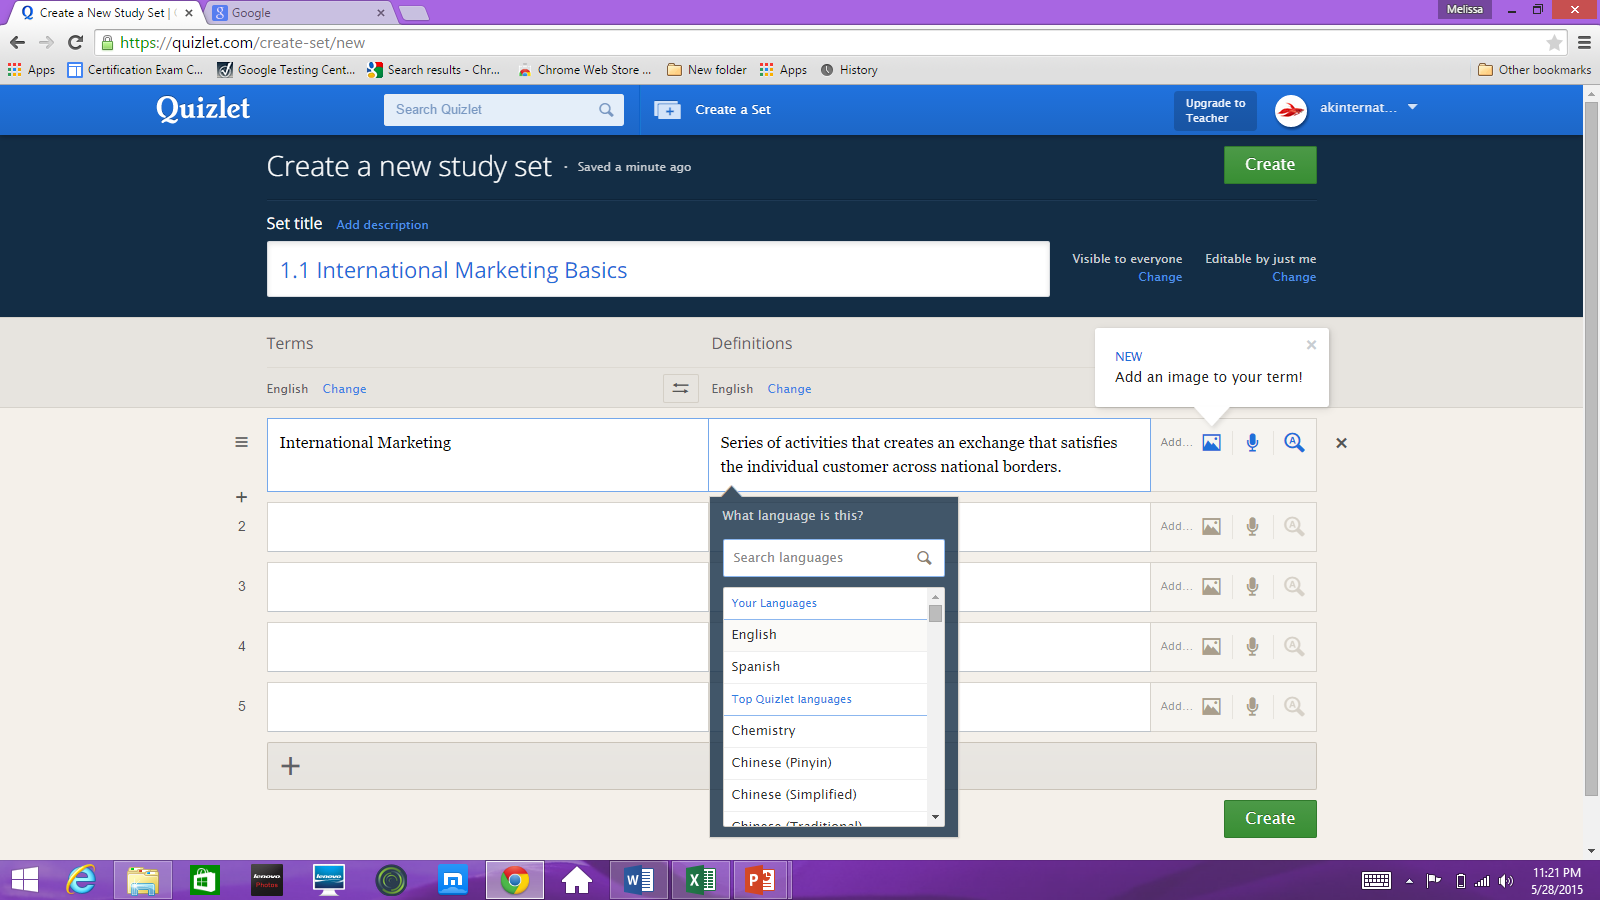 Create a New Study Set |
Google
Melissa
https://quizlet.com/create-set/new
Apps
Certification Exam C...
Google Testing Cent...
Search results - Chr...
Chrome Web Store ...
New folder
Apps
History
Other bookmarks
Quizlet
Search Quizlet
Create a Set
Upgrade to
Teacher
akinternat...
Create a new study set · Saved a minute ago
Create
Set title Add description
1.1 International Marketing Basics
Visible to everyone
Change
Editable by just me
Change
Terms
Definitions
NEW
Add an image to your term!
English Change
English Change
International Marketing
Series of activities that creates an exchange that satisfies
the individual customer across national borders.
Add...
What language is this?
Search languages
Your Languages
English
Spanish
Top Quizlet languages
Chemistry
Chinese (Pinyin)
Chinese (Simplified)
Chinese (Traditional)
2
Add...
3
Add...
4
Add...
5
Add...
Create
lenovo
Photos
lenovo
11:21 PM
5/28/2015